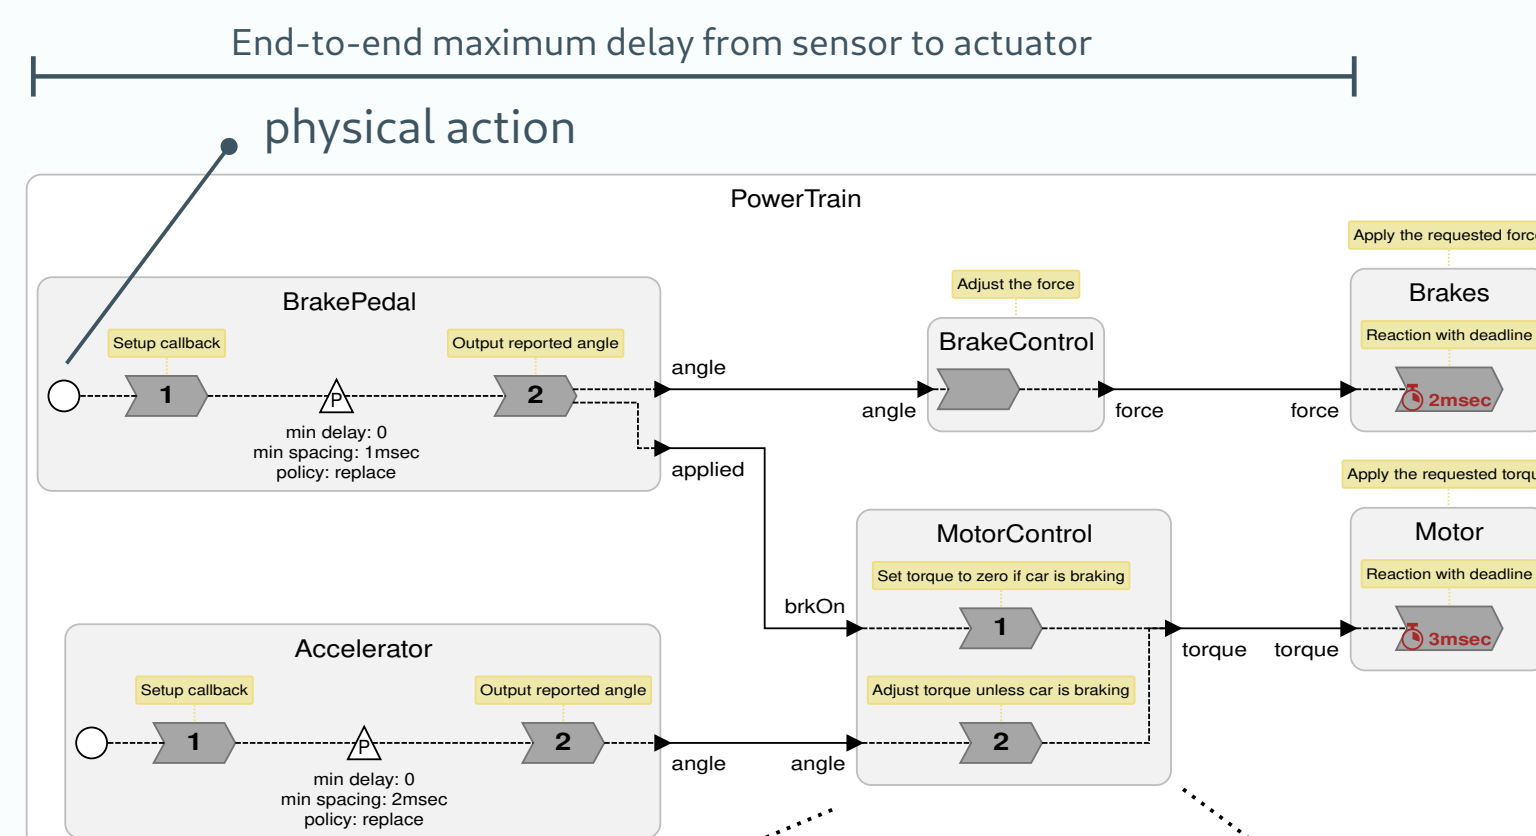 End-to-end maximum delay from sensor to actuator
physical action
PowerTrain
Apply the requested forc
BrakePedal
Adjust the force
Brakes
Setup callback
Output reported angle
BrakeControl
Reaction with deadline
angle
1
P
2
2msec
angle
force
force
min delay: 0
min spacing: 1msec
policy: replace
applied
Apply the requested torqu
MotorControl
Motor
Set torque to zero if car is braking
Reaction with deadline
brkOn
1
3msec
Accelerator
torque
torque
Setup callback
Output reported angle
Adjust torque unless car is braking
1
P
2
2
angle
angle
min delay: 0
min spacing: 2msec
policy: replace